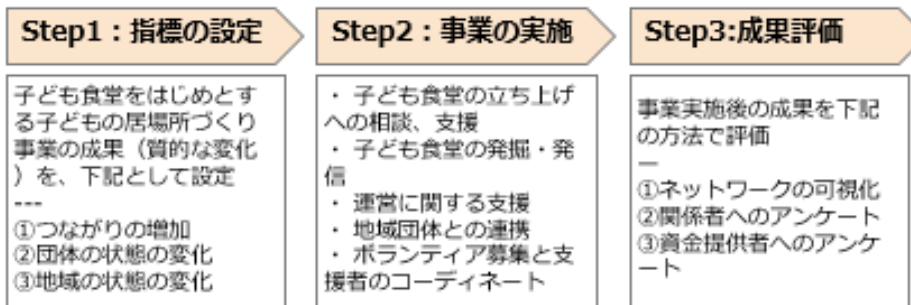 Step1：指標の設定
子ども食堂をはじめとす
る子どもの居場所づくり
事業の成果（質的な変化
）を、下記として設定
---
①つながりの増加
②団体の状態の変化
③地域の状態の変化
Step2：事業の実施
・ 子ども食堂の立ち上げ
への相談、支援
・ 子ども食堂の発掘・発
信
・ 運営に関する支援
・ 地域団体との連携
・ ボランティア募集と支
援者のコーディネート
Step3:成果評価
事業実施後の成果を下記
の方法で評価
―
①ネットワークの可視化
②関係者へのアンケート
③資金提供者へのアンケ
ート